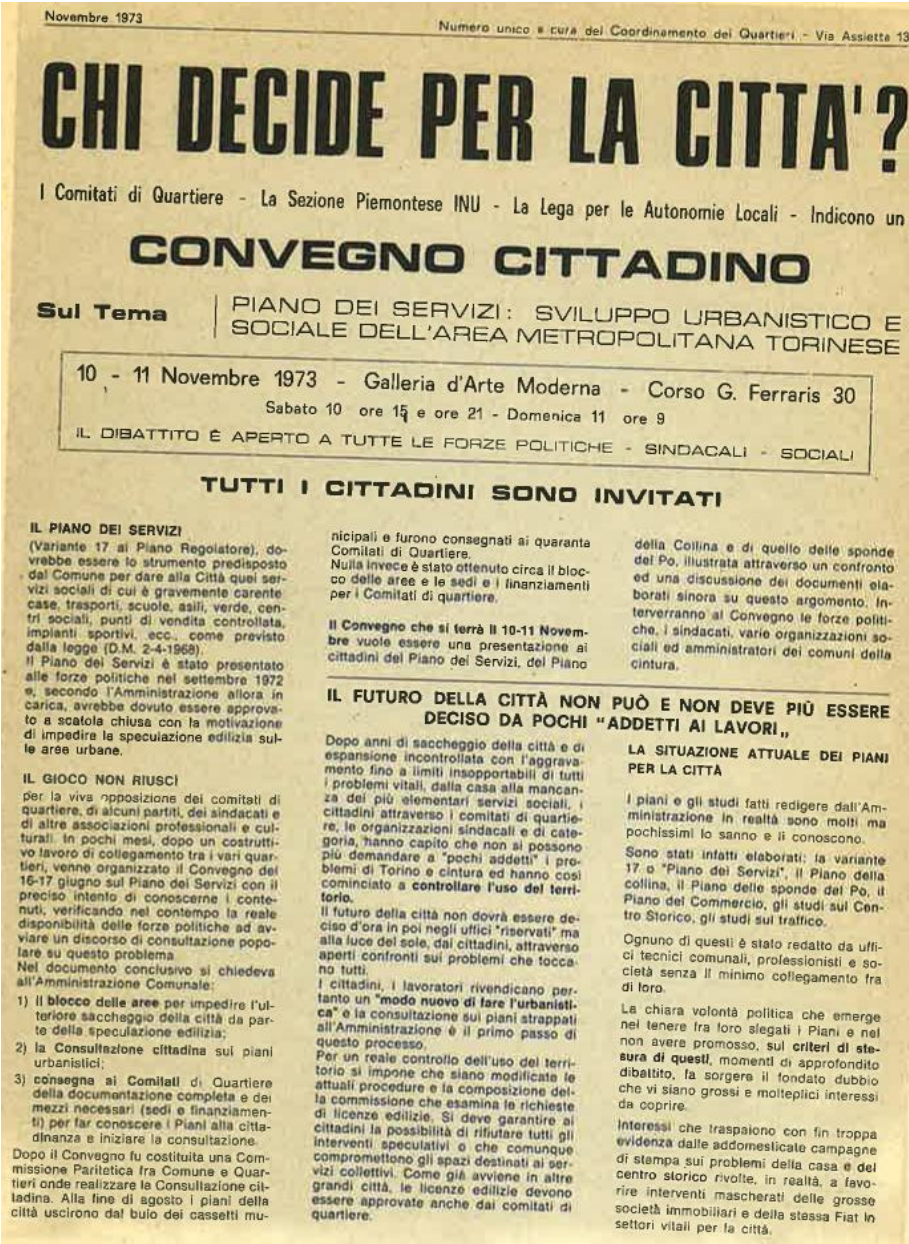 Novembre 1973
Numero unico a cura del Coordinamento dei Quartieri - Via Assietta 13
CHI DECIDE PER LA CITTA'?
I Comitati di Quartiere - La Sezione Piemontese INU - La Lega per le Autonomie Locali - Indicono un
CONVEGNO CITTADINO
Sul Tema
PIANO DEI SERVIZI: SVILUPPO URBANISTICO E
SOCIALE DELL'AREA METROPOLITANA TORINESE
10 - 11 Novembre 1973 - Galleria d'Arte Moderna - Corso G. Ferraris 30
Sabato 10 ore 15 e ore 21 - Domenica 11 ore 9
IL DIBATTITO È APERTO A TUTTE LE FORZE POLITICHE - SINDACALI - SOCIALI
TUTTI I CITTADINI SONO INVITATI
IL PIANO DEI SERVIZI
(Variante 17 al Piano Regolatore), do-
vrebbe essere lo strumento predisposto
dal Comune per dare alla Città quei ser-
vizi sociali di cui è gravemente carente
case, trasporti, scuole, asili, verde, cen-
tri sociali, punti di vendita controllata,
impianti sportivi, ecc., come previsto
dalla legge (D.M. 2-4-1968).
Il Piano dei Servizi è stato presentato
alle forze politiche nel settembre 1972
e, secondo l'Amministrazione allora in
carica, avrebbe dovuto essere approva-
to a scatola chiusa con la motivazione
di impedire la speculazione edilizia sul-
le aree urbane.
IL GIOCO NON RIUSCÌ
per la viva opposizione dei comitati di
quartiere, di alcuni partiti, dei sindacati e
di altre associazioni professionali e cul-
turali. In pochi mesi, dopo un costrutti-
vo lavoro di collegamento tra i vari quar-
tieri, venne organizzato il Convegno del
16-17 giugno sul Piano dei Servizi con il
preciso intento di conoscerne i conte-
nuti, verificando nel contempo la reale
disponibilità delle forze politiche ad av-
viare un discorso di consultazione popo-
lare su questo problema
Nel documento conclusivo si chiedeva
all'Amministrazione Comunale:
1) il blocco delle aree per impedire l'ul-
teriore saccheggio della città da par-
te della speculazione edilizia;
2) la Consultazione cittadina sui piani
urbanistici;
3) consegna ai Comitati di Quartiere
della documentazione completa e dei
mezzi necessari (sedi e finanziamen-
ti) per far conoscere i Piani alla citta-
dinanza e iniziare la consultazione.
Dopo il Convegno fu costituita una Com-
missione Paritetica fra Comune e Quar-
tieri onde realizzare la Consultazione cit-
tadina. Alla fine di agosto i piani della
città uscirono dal buio dei cassetti mu-
nicipali e furono consegnati ai quaranta
Comitati di Quartiere.
Nulla invece è stato ottenuto circa il bloc-
co delle aree e le sedi e i finanziamenti
per i Comitati di quartiere.
Il Convegno che si terrà il 10-11 Novem-
bre vuole essere una presentazione ai
cittadini del Piano dei Servizi, del Piano
della Collina e di quello delle sponde
del Po, illustrata attraverso un confronto
ed una discussione dei documenti ela-
borati sinora su questo argomento. In-
terverranno al Convegno le forze politi-
che, i sindacati, varie organizzazioni so-
ciali ed amministratori dei comuni della
cintura.
IL FUTURO DELLA CITTÀ NON PUÒ E NON DEVE PIÙ ESSERE
DECISO DA POCHI "ADDETTI AI LAVORI„
Dopo anni di saccheggio della città e di
espansione incontrollata con l'aggrava-
mento fino a limiti insopportabili di tutti
i problemi vitali, dalla casa alla mancan-
za dei più elementari servizi sociali, i
cittadini attraverso i comitati di quartie-
re, le organizzazioni sindacali e di cate-
goria, hanno capito che non si possono
più demandare a "pochi addetti" i pro-
blemi di Torino e cintura ed hanno così
cominciato a controllare l'uso del terri-
torio.
Il futuro della città non dovrà essere de-
ciso d'ora in poi negli uffici "riservati" ma
alla luce del sole, dai cittadini, attraverso
aperti confronti sui problemi che tocca-
no tutti.
I cittadini, i lavoratori rivendicano per-
tanto un "modo nuovo di fare l'urbanisti-
ca" e la consultazione sui piani strappati
all'Amministrazione è il primo passo di
questo processo.
Per un reale controllo dell'uso del terri-
torio si impone che siano modificate le
attuali procedure e la composizione del-
la commissione che esamina le richieste
di licenze edilizie. Si deve garantire ai
cittadini la possibilità di rifiutare tutti gli
interventi speculativi o che comunque
compromettono gli spazi destinati ai ser-
vizi collettivi. Come già avviene in altre
grandi città, le licenze edilizie devono
essere approvate anche dai comitati di
quartiere.
LA SITUAZIONE ATTUALE DEI PIANI
PER LA CITTÀ
I piani e gli studi fatti redigere dall'Am-
ministrazione in realtà sono molti ma
pochissimi lo sanno e li conoscono.
Sono stati infatti elaborati: la variante
17 o "Piano dei Servizi", il Piano della
collina, il Piano delle sponde del Po, il
Piano del Commercio, gli studi sul Cen-
tro Storico, gli studi sul traffico.
Ognuno di questi è stato redatto da uffi-
ci tecnici comunali, professionisti e so-
cietà senza il minimo collegamento fra
di loro.
La chiara volontà politica che emerge
nel tenere fra loro slegati i Piani e nel
non avere promosso, sui criteri di ste-
sura di questi, momenti di approfondito
dibattito, fa sorgere il fondato dubbio
che vi siano grossi e molteplici interessi
da coprire.
Interessi che traspaiono con fin troppa
evidenza dalle addomesticate campagne
di stampa sui problemi della casa e del
centro storico rivolte, in realtà, a favo-
rire interventi mascherati delle grosse
società immobiliari e della stessa Fiat in
settori vitali per la città.